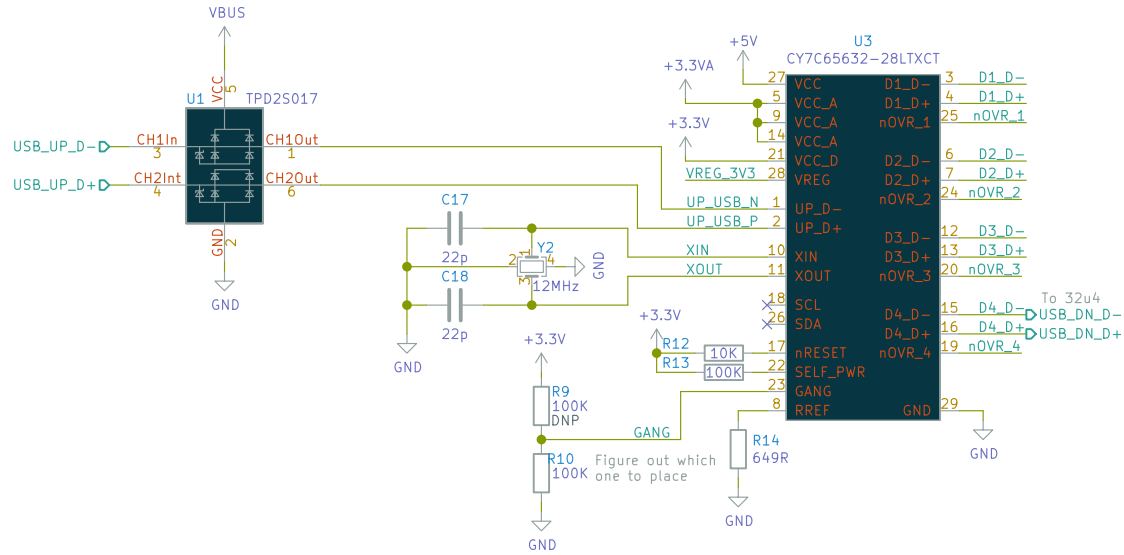 VBUS
VCC
5
U1
TPD2S017
USB_UP_D-
CH1In
3
CH1Out
1
USB_UP_D+
CH2Int
4
CH2Out
6
GND
2
GND
C17
22p
C18
22p
Y2
1
2
4
3
12MHz
GND
GND
+3.3V
R9
100K
DNP
GANG
R10
100K
Figure out which
one to place
GND
+5V
+3.3VA
+3.3V
VREG_3V3
UP_USB_N
UP_USB_P
XIN
XOUT
+3.3V
R12
10K
R13
100K
R14
649R
GND
U3
CY7C65632-28LTXCT
27 VCC
5 VCC_A
9 VCC_A
14 VCC_A
21 VCC_D
28 VREG
1 UP_D-
2 UP_D+
10 XIN
11 XOUT
18 SCL
26 SDA
17 nRESET
22 SELF_PWR
23 GANG
8 RREF
D1_D- 3 D1_D-
D1_D+ 4 D1_D+
nOVR_1 25 nOVR_1
D2_D- 6 D2_D-
D2_D+ 7 D2_D+
nOVR_2 24 nOVR_2
D3_D- 12 D3_D-
D3_D+ 13 D3_D+
nOVR_3 20 nOVR_3
To 32u4
D4_D- 15 D4_D- USB_DN_D-
D4_D+ 16 D4_D+ USB_DN_D+
nOVR_4 19 nOVR_4
GND 29
GND